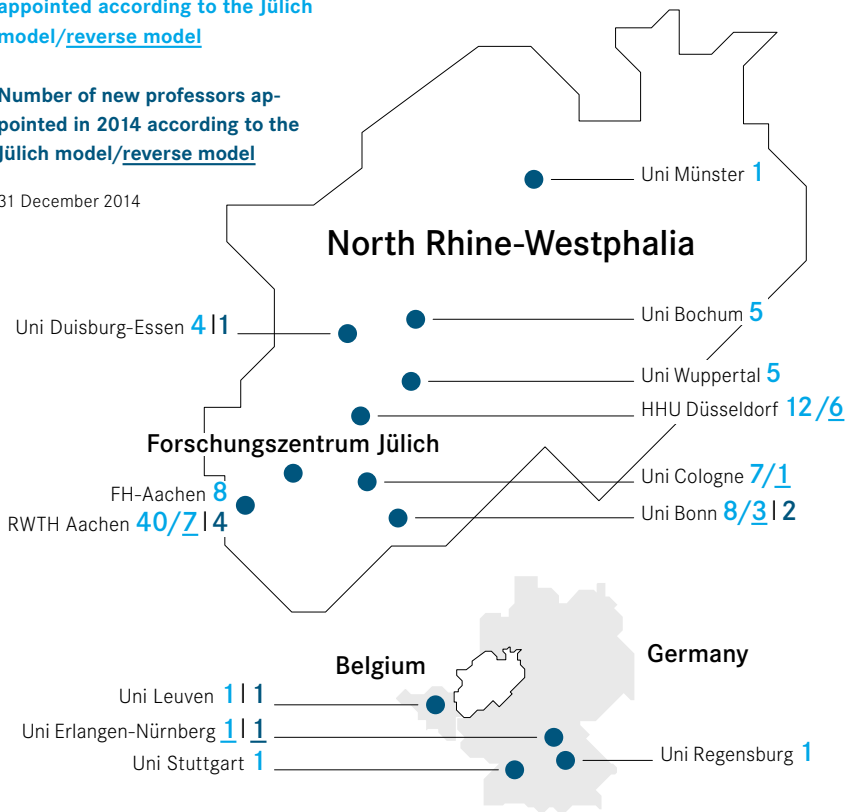 appointed according to the Jülich
model/reverse model
Number of new professors ap-
pointed in 2014 according to the
Jülich model/reverse model
31 December 2014
Uni Münster 1
North Rhine-Westphalia
Uni Duisburg-Essen 4|1
Uni Bochum 5
Uni Wuppertal 5
HHU Düsseldorf 12/6
Forschungszentrum Jülich
Uni Cologne 7/1
FH-Aachen 8
RWTH Aachen 40/7|4
Uni Bonn 8/3|2
Belgium
Germany
Uni Leuven 1|1
Uni Erlangen-Nürnberg 1|1
Uni Stuttgart 1
Uni Regensburg 1